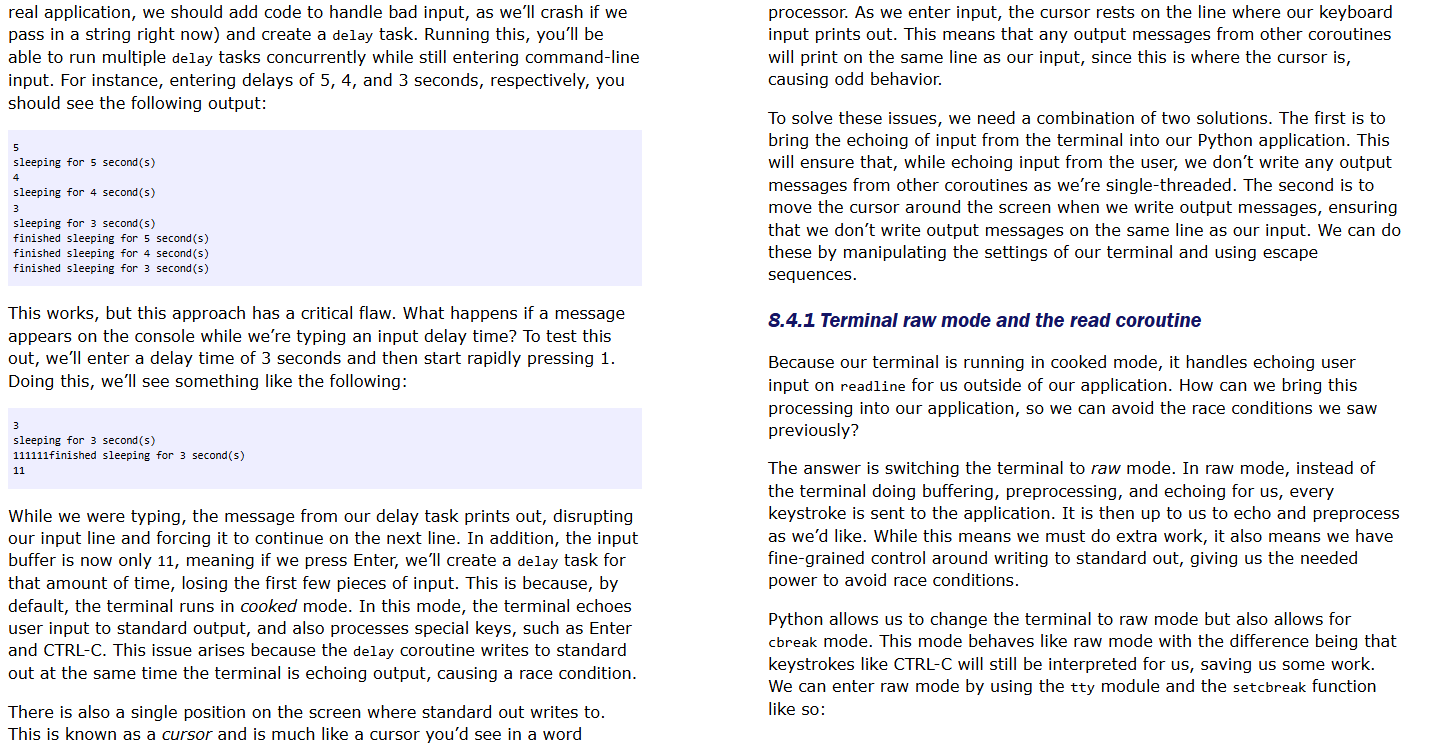 real application, we should add code to handle bad input, as we’ll crash if we
pass in a string right now) and create a delay task. Running this, you’ll be
able to run multiple delay tasks concurrently while still entering command-line
input. For instance, entering delays of 5, 4, and 3 seconds, respectively, you
should see the following output:
5
sleeping for 5 second(s)
4
sleeping for 4 second(s)
3
sleeping for 3 second(s)
finished sleeping for 5 second(s)
finished sleeping for 4 second(s)
finished sleeping for 3 second(s)
This works, but this approach has a critical flaw. What happens if a message
appears on the console while we’re typing an input delay time? To test this
out, we’ll enter a delay time of 3 seconds and then start rapidly pressing 1.
Doing this, we’ll see something like the following:
3
sleeping for 3 second(s)
111111finished sleeping for 3 second(s)
11
While we were typing, the message from our delay task prints out, disrupting
our input line and forcing it to continue on the next line. In addition, the input
buffer is now only 11, meaning if we press Enter, we’ll create a delay task for
that amount of time, losing the first few pieces of input. This is because, by
default, the terminal runs in cooked mode. In this mode, the terminal echoes
user input to standard output, and also processes special keys, such as Enter
and CTRL-C. This issue arises because the delay coroutine writes to standard
out at the same time the terminal is echoing output, causing a race condition.
There is also a single position on the screen where standard out writes to.
This is known as a cursor and is much like a cursor you’d see in a word
processor. As we enter input, the cursor rests on the line where our keyboard
input prints out. This means that any output messages from other coroutines
will print on the same line as our input, since this is where the cursor is,
causing odd behavior.
To solve these issues, we need a combination of two solutions. The first is to
bring the echoing of input from the terminal into our Python application. This
will ensure that, while echoing input from the user, we don’t write any output
messages from other coroutines as we’re single-threaded. The second is to
move the cursor around the screen when we write output messages, ensuring
that we don’t write output messages on the same line as our input. We can do
these by manipulating the settings of our terminal and using escape
sequences.
8.4.1 Terminal raw mode and the read coroutine
Because our terminal is running in cooked mode, it handles echoing user
input on readline for us outside of our application. How can we bring this
processing into our application, so we can avoid the race conditions we saw
previously?
The answer is switching the terminal to raw mode. In raw mode, instead of
the terminal doing buffering, preprocessing, and echoing for us, every
keystroke is sent to the application. It is then up to us to echo and preprocess
as we’d like. While this means we must do extra work, it also means we have
fine-grained control around writing to standard out, giving us the needed
power to avoid race conditions.
Python allows us to change the terminal to raw mode but also allows for
cbreak mode. This mode behaves like raw mode with the difference being that
keystrokes like CTRL-C will still be interpreted for us, saving us some work.
We can enter raw mode by using the tty module and the setcbreak function
like so: